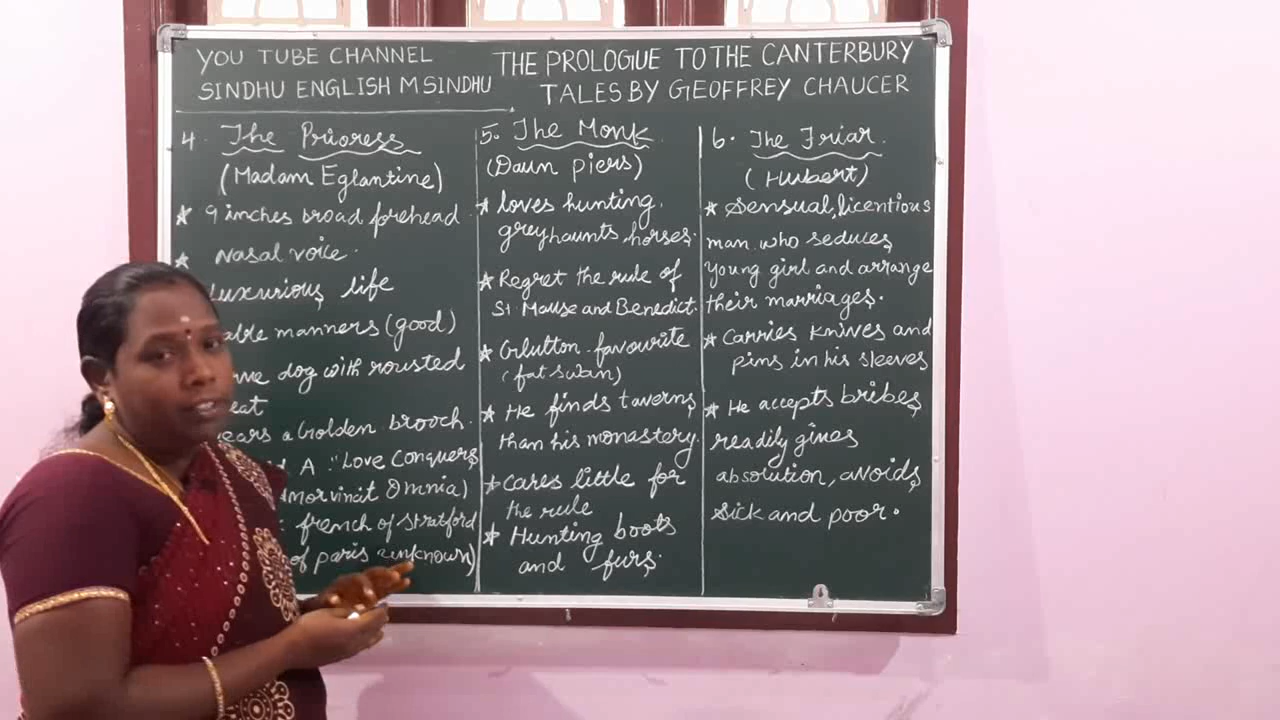 YOU TUBE CHANNEL
SINDHU ENGLISH M SINDHU
THE PROLOGUE TO THE CANTERBURY
TALES BY GEOFFREY CHAUCER
4. The Prioress
(Madam Eglantine)
* 9 inches broad forehead
* Nasal voice.
Luxurious life
able manners (good)
dog with rousted
eat
ears a Golden brooch.
A : "Love Conquers
Amor vincit Omnia)
french of Stratford
of paris unknown)
5. The Monk
(Daun piers)
* loves hunting,
greyhaunts, horses.
* Regret the rule of
St. Mause and Benedict.
* Glutton-favourite
(fat swan)
* He finds taverns
than his monastery.
* Cares little for
the rule
* Hunting boots
and furs.
6. The Friar.
(Hubert)
* Sensual, licentious
man who seduces
Young girl and arrange
their marriages.
* Carries Knives and
pins in his sleeves
* He accepts bribes
readily gives
absolution, avoids
Sick and poor.